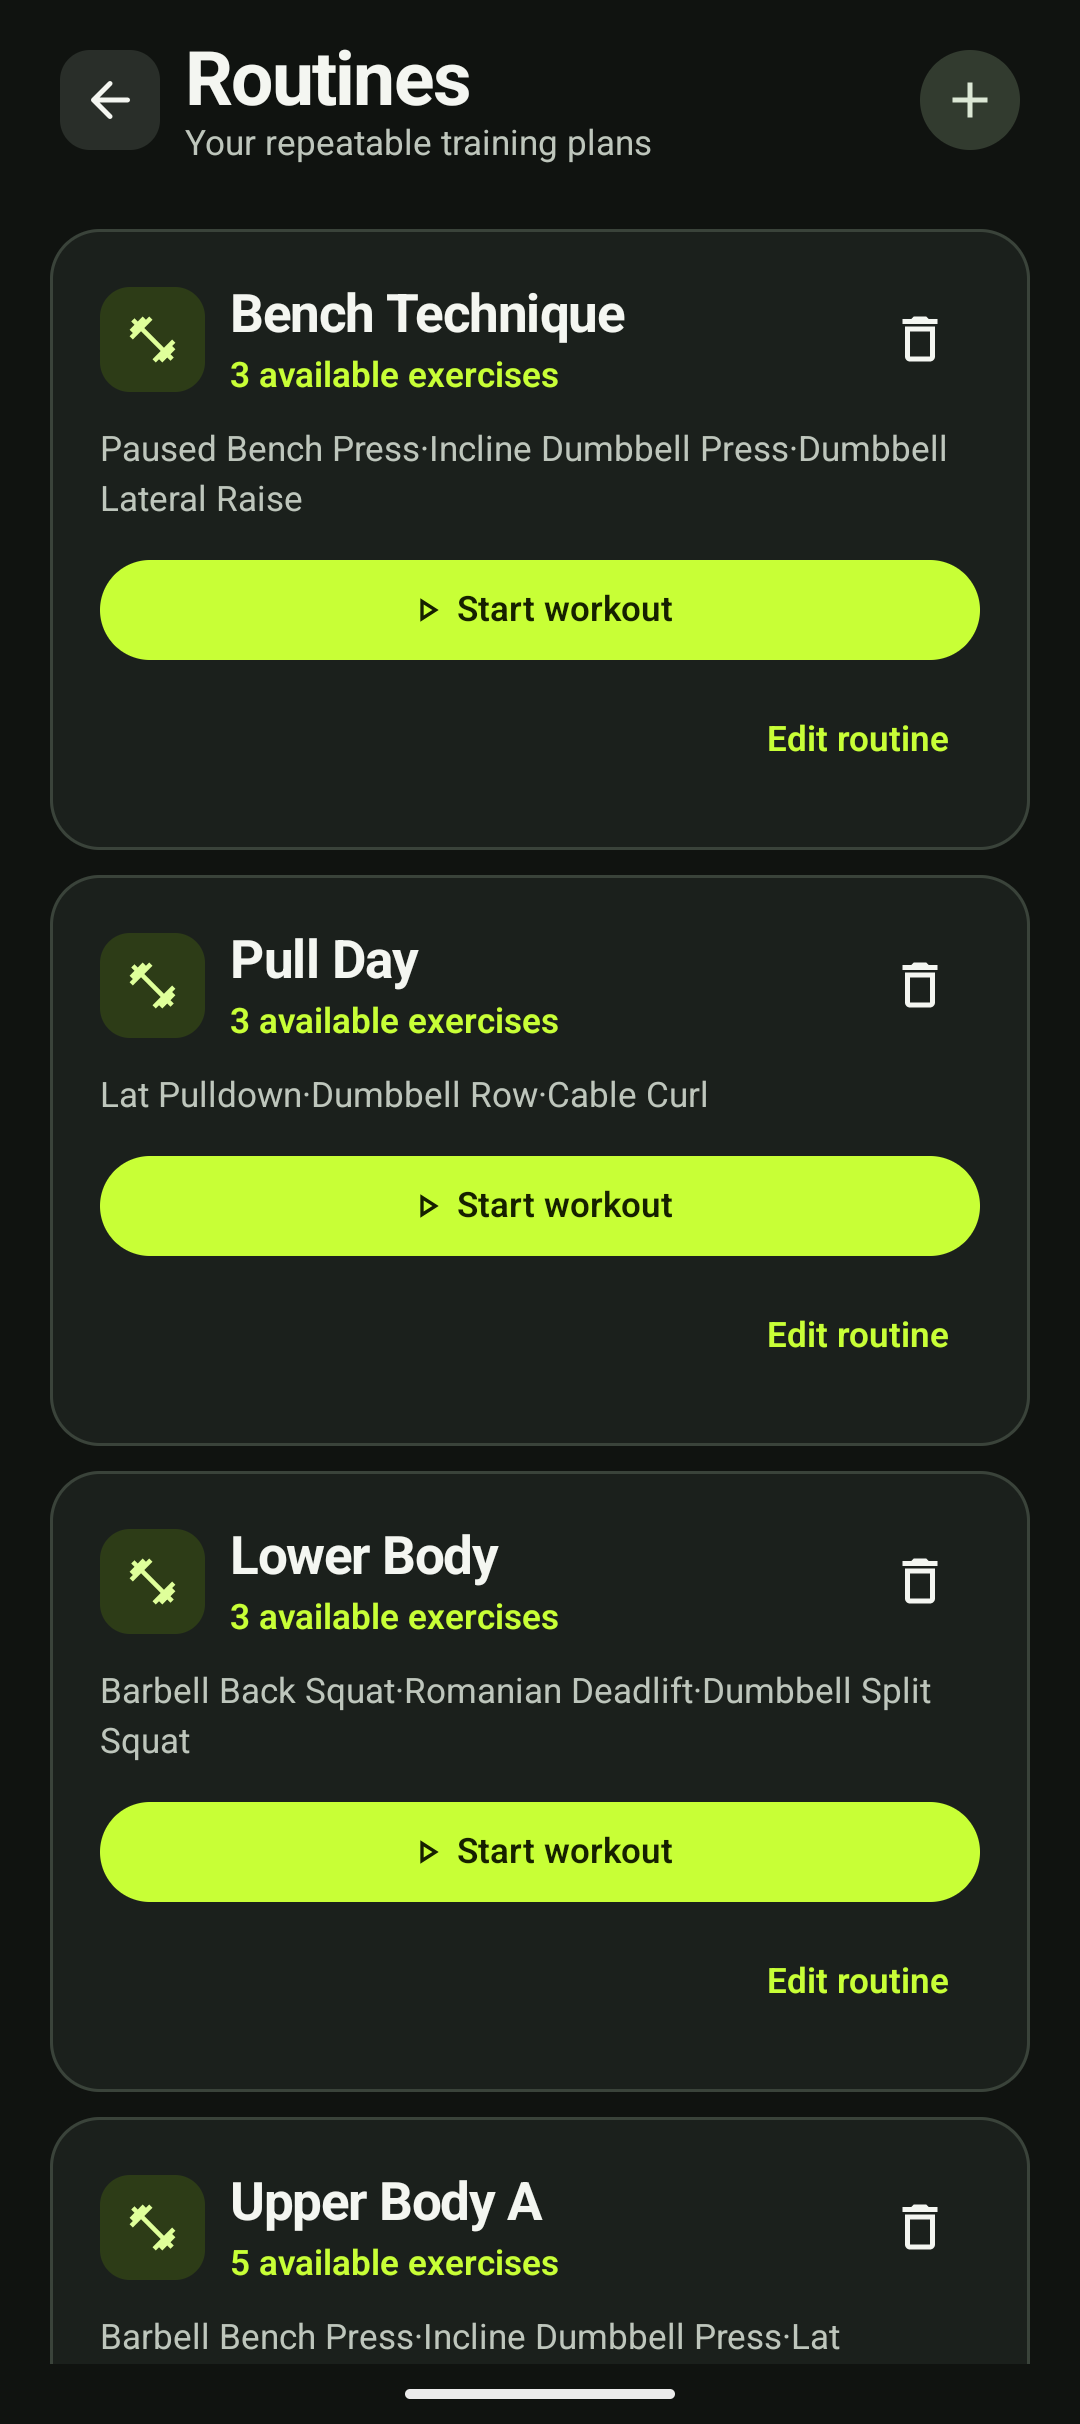 Routines
Your repeatable training plans
Bench Technique
3 available exercises
Paused Bench Press·Incline Dumbbell Press·Dumbbell
Lateral Raise
Start workout
Edit routine
Pull Day
3 available exercises
Lat Pulldown·Dumbbell Row·Cable Curl
Start workout
Edit routine
Lower Body
3 available exercises
Barbell Back Squat·Romanian Deadlift·Dumbbell Split
Squat
Start workout
Edit routine
Upper Body A
5 available exercises
Barbell Bench Press·Incline Dumbbell Press·Lat